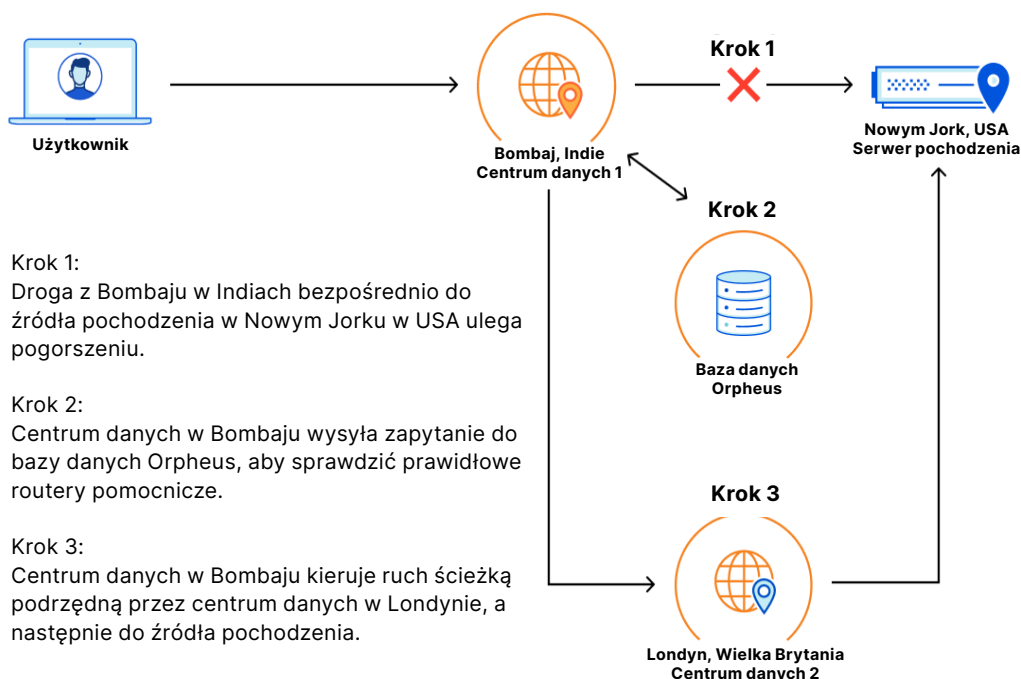 Krok 1
Użytkownik
Bombaj, Indie
Centrum danych 1
Nowym Jork, USA
Serwer pochodzenia
Krok 2
Baza danych
Orpheus
Krok 1:
Droga z Bombaju w Indiach bezpośrednio do
źródła pochodzenia w Nowym Jorku w USA ulega
pogorszeniu.
Krok 2:
Centrum danych w Bombaju wysyła zapytanie do
bazy danych Orpheus, aby sprawdzić prawidłowe
routery pomocnicze.
Krok 3:
Centrum danych w Bombaju kieruje ruch ścieżką
podrzędną przez centrum danych w Londynie, a
następnie do źródła pochodzenia.
Krok 3
Londyn, Wielka Brytania
Centrum danych 2